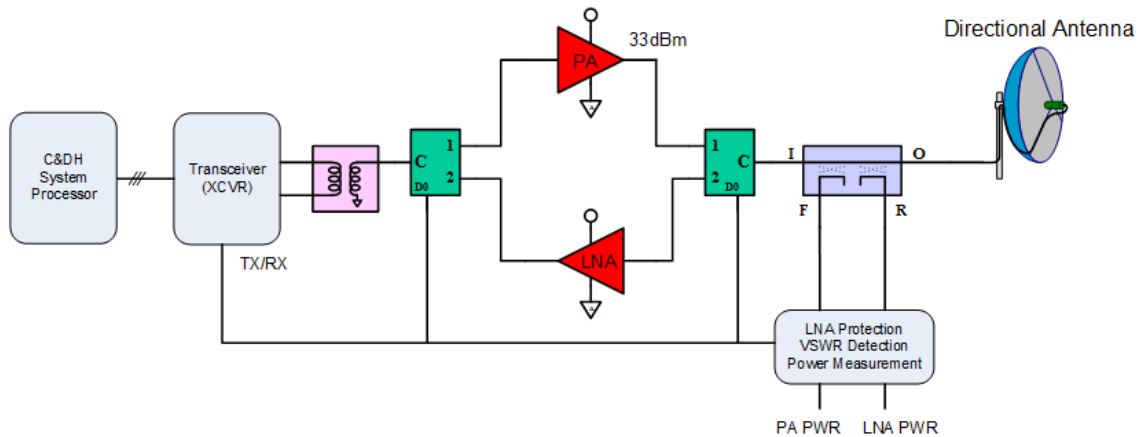 Directional Antenna
PA
33dBm
C&DH
System
Processor
Transceiver
(XCVR)
C
1
2
D0
1
2
C
D0
I
O
F
R
LNA
TX/RX
LNA Protection
VSWR Detection
Power Measurement
PA PWR
LNA PWR